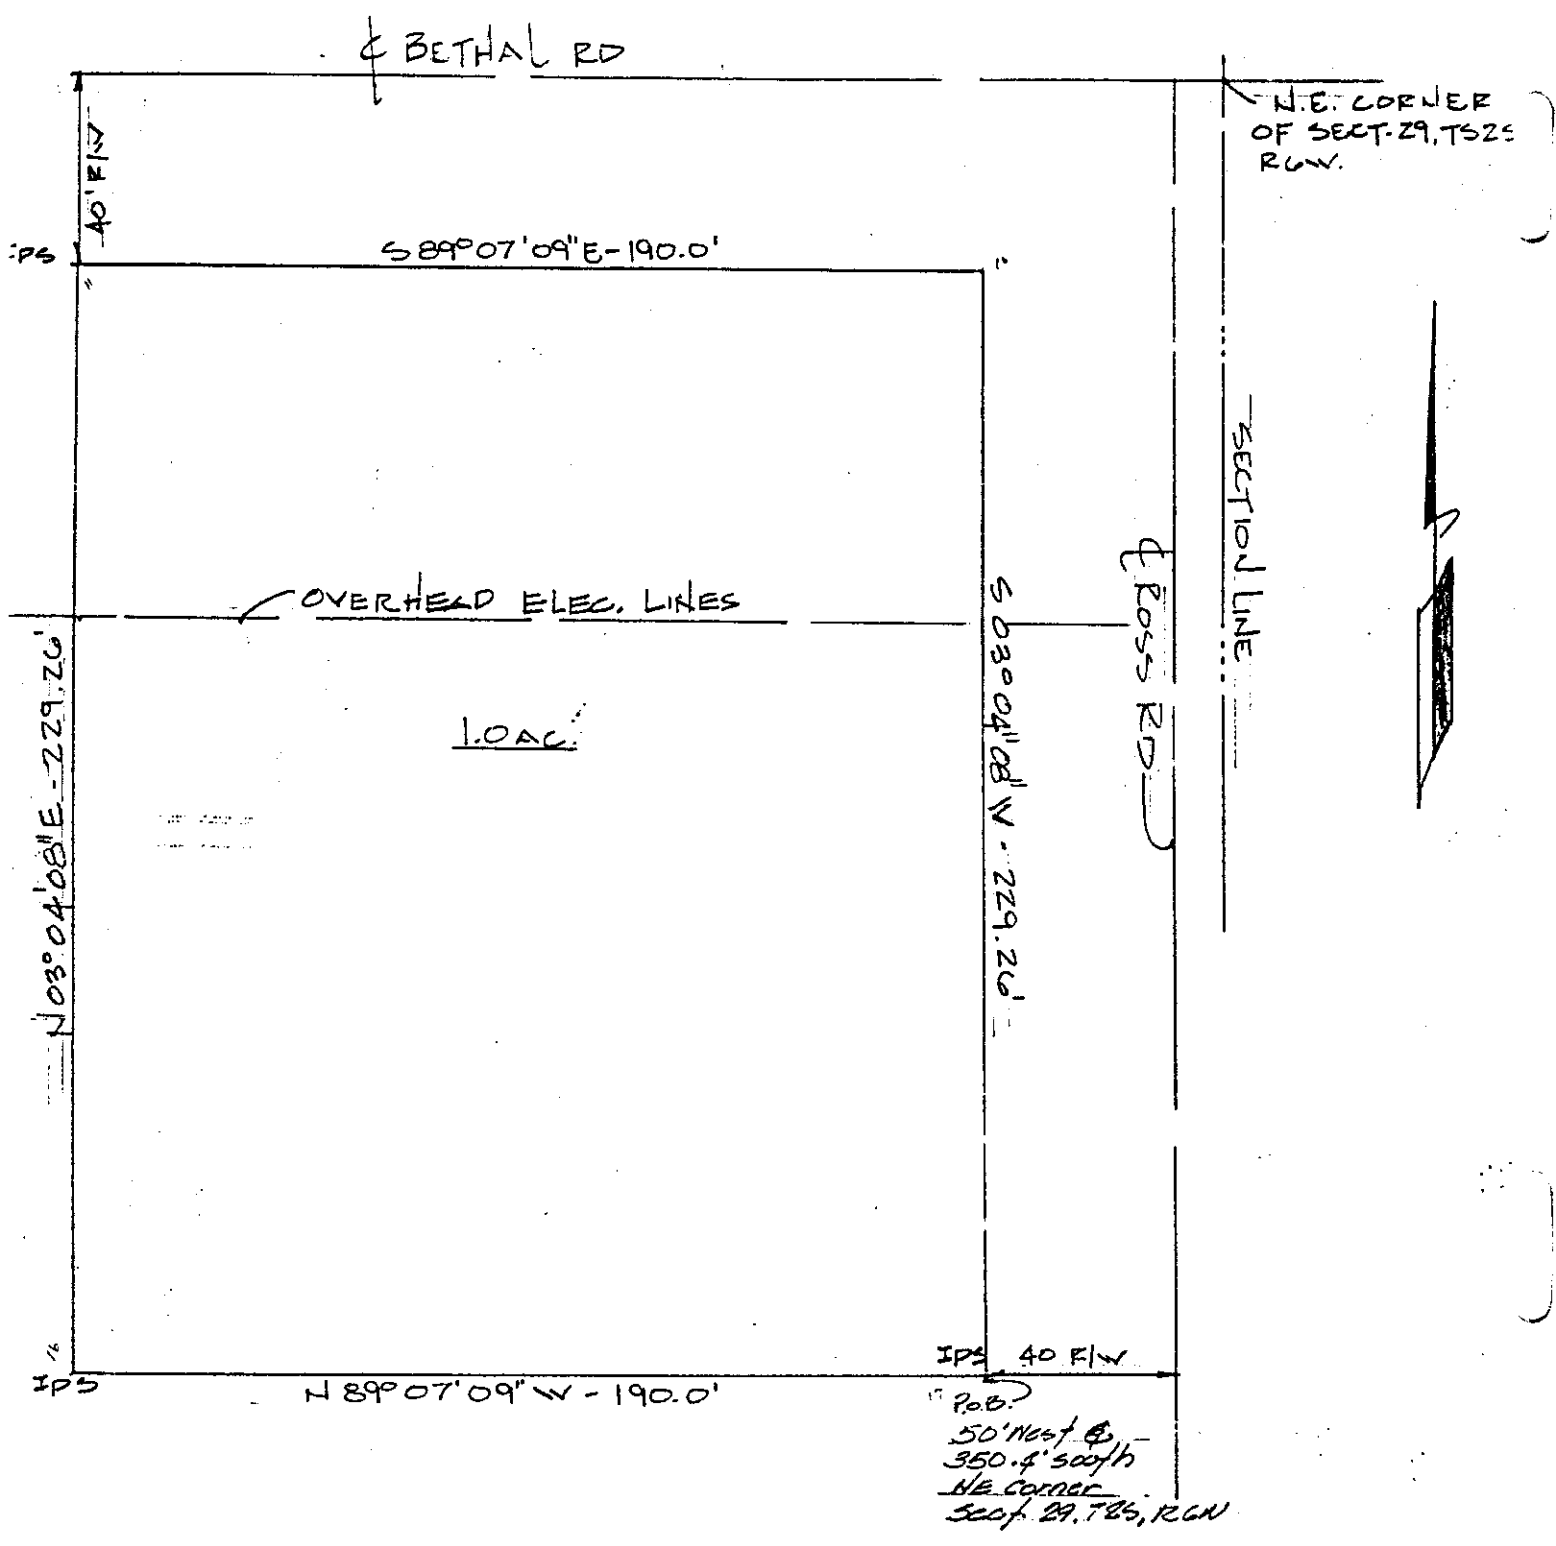 ℄ BETHAL RD
N.E. CORNER
OF SECT. 29, T52S
R6W.
40' R/W
IPS
S 89° 07' 09" E - 190.0'
"
"
SECTION LINE
℄ ROSS RD
OVERHEAD ELEC. LINES
N 03° 04' 08" E - 229.26'
S 03° 04" 08" W - 229.26'
1.0 AC.
IPS
IPS
40 R/W
N 89° 07' 09" W - 190.0'
P.O.B.
50' West &
350.4' south
NE corner
Sect 29, T2S, R6W